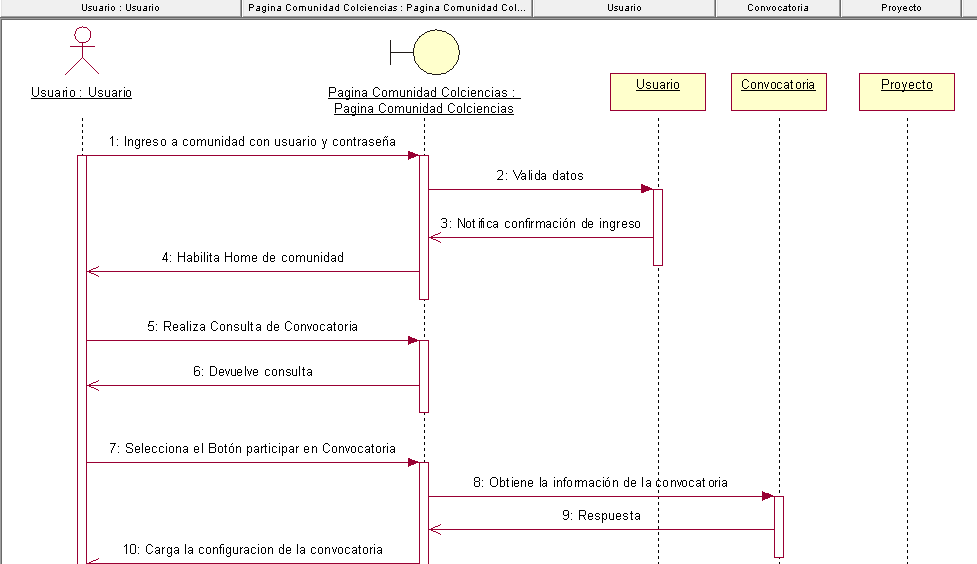 Usuario : Usuario
Pagina Comunidad Colciencias : Pagina Comunidad Col...
Usuario
Convocatoria
Proyecto
Usuario : Usuario
Pagina Comunidad Colciencias :
Pagina Comunidad Colciencias
Usuario
Convocatoria
Proyecto
1: Ingreso a comunidad con usuario y contraseña
2: Valida datos
3: Notifica confirmación de ingreso
4: Habilita Home de comunidad
5: Realiza Consulta de Convocatoria
6: Devuelve consulta
7: Selecciona el Botón participar en Convocatoria
8: Obtiene la información de la convocatoria
9: Respuesta
10: Carga la configuracion de la convocatoria